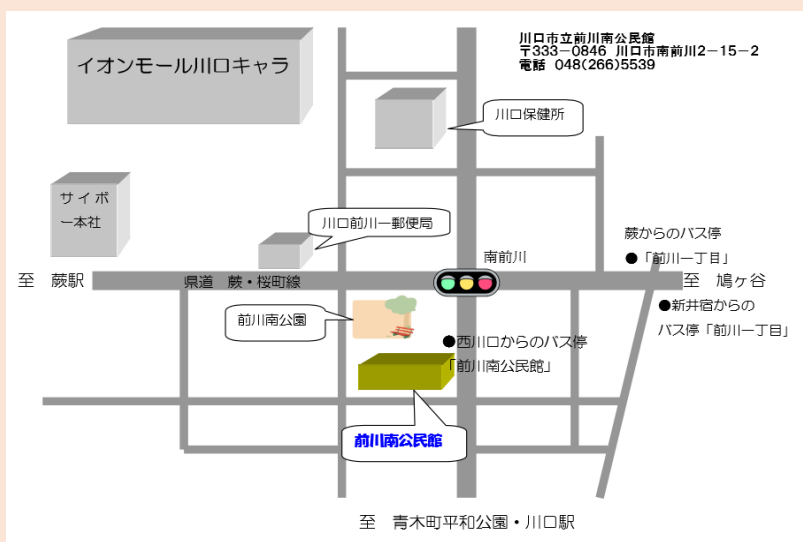 川口市立前川南公民館
〒333－0846 川口市南前川2－15－2
電話 048(266)5539
イオンモール川口キャラ
川口保健所
サイボ
ー本社
川口前川一郵便局
南前川
蕨からのバス停
●「前川一丁目」
至 蕨駅
県道 蕨・桜町線
至 鳩ヶ谷
●新井宿からの
バス停「前川一丁目」
前川南公園
●西川口からのバス停
「前川南公民館」
前川南公民館
至 青木町平和公園・川口駅